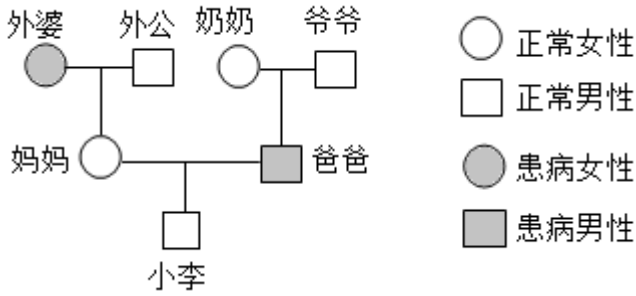 外婆 外公 奶奶 爷爷
正常女性
正常男性
妈妈 爸爸
患病女性
患病男性
小李